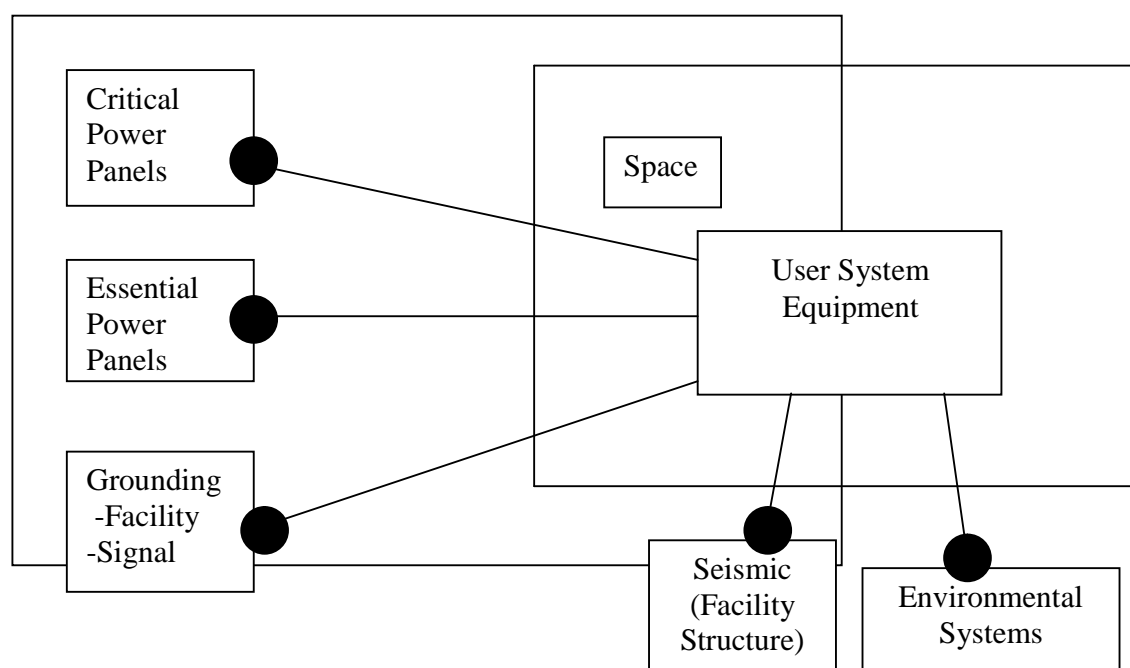 Critical
Power
Panels
Space
User System
Equipment
Essential
Power
Panels
Grounding
-Facility
-Signal
Seismic
(Facility
Structure)
Environmental
Systems